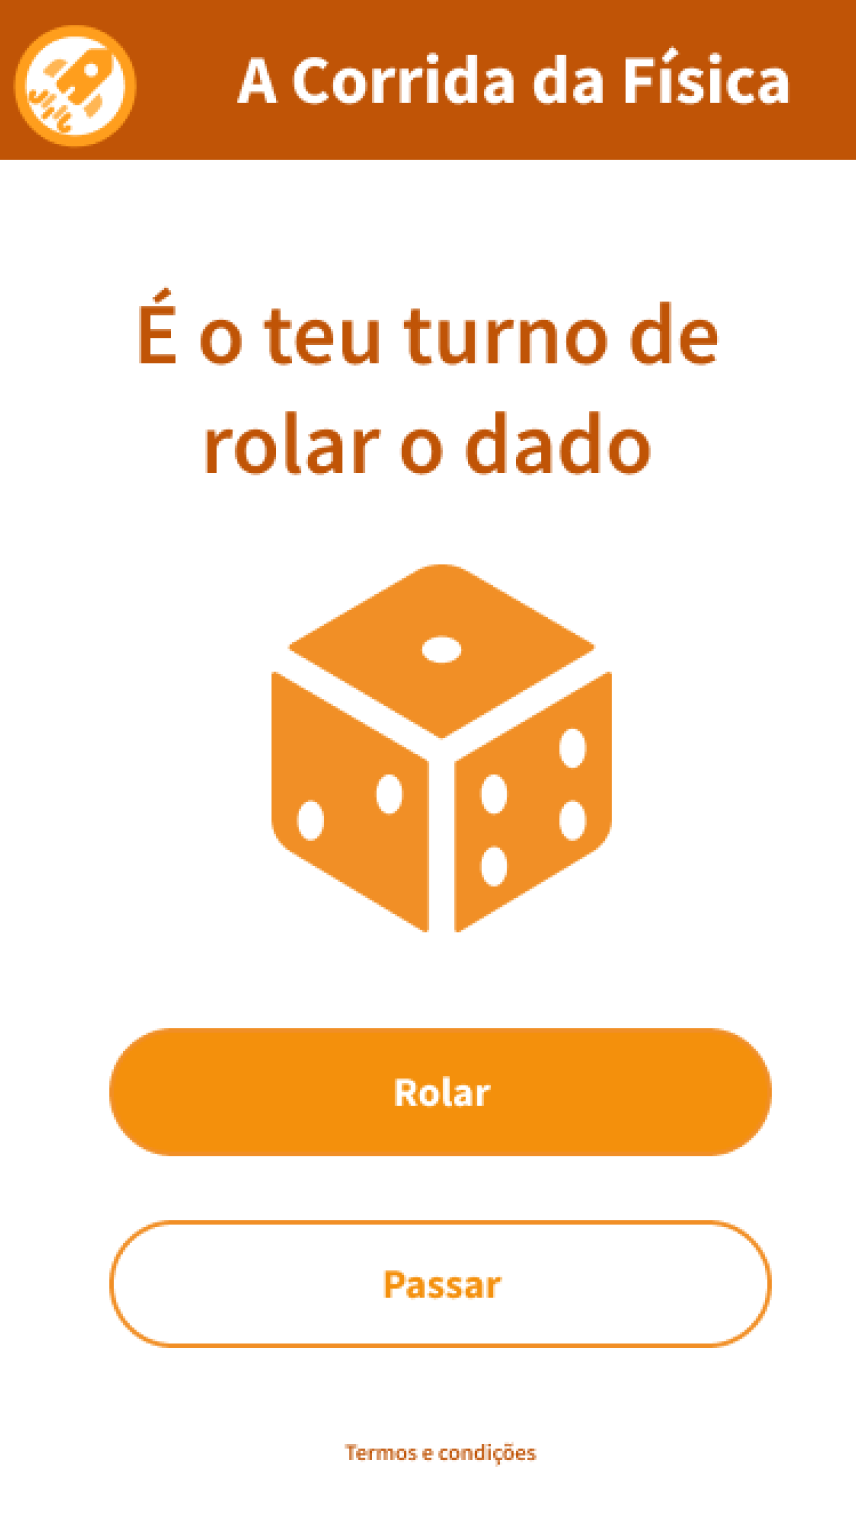 A Corrida da Física
É o teu turno de
rolar o dado
Rolar
Passar
Termos e condições